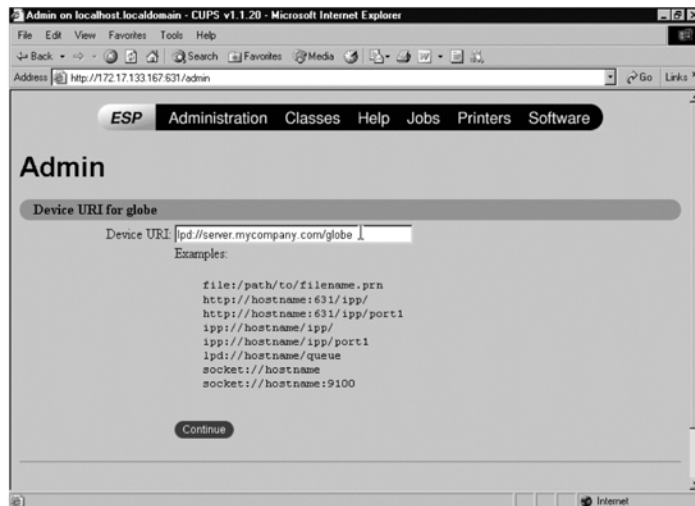 Admin on localhost.localdomain - CUPS v1.1.20 - Microsoft Internet Explorer
File Edit View Favorites Tools Help
Back Search Favorites Media
Address http://172.17.133.167:631/admin Go Links
ESP Administration Classes Help Jobs Printers Software
Admin
Device URI for globe
Device URI: lpd://server.mycompany.com/globe
Examples:
file:/path/to/filename.prn
http://hostname:631/ipp/
http://hostname:631/ipp/port1
ipp://hostname/ipp/
ipp://hostname/ipp/port1
lpd://hostname/queue
socket://hostname
socket://hostname:9100
Continue
Internet